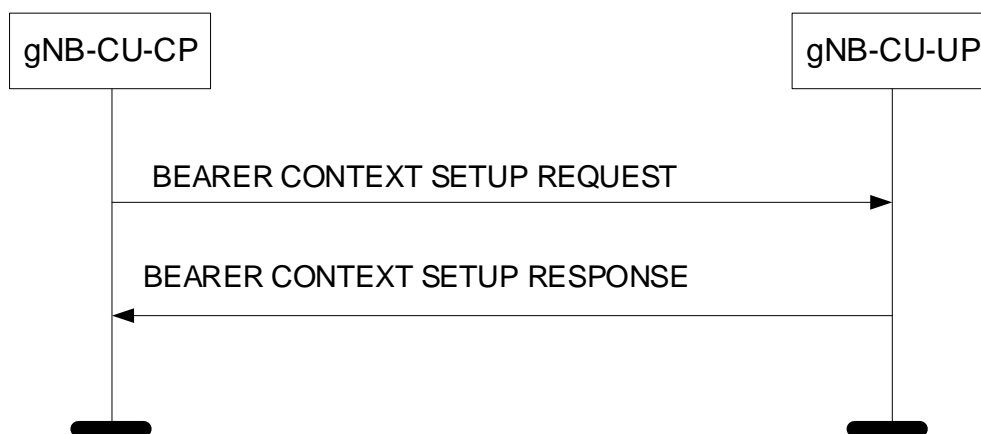 gNB-CU-CP
gNB-CU-UP
BEARER CONTEXT SETUP REQUEST
BEARER CONTEXT SETUP RESPONSE